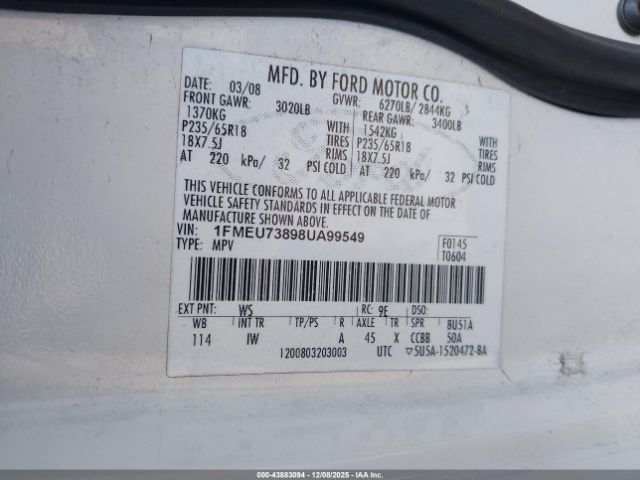 MFD. BY FORD MOTOR CO.
DATE: 03/08 GVWR: 6270LB/ 2844KG
FRONT GAWR: 3020LB REAR GAWR: 3400LB
1370KG WITH 1542KG WITH
P235/65R18 TIRES P235/65R18 TIRES
18X7.5J RIMS 18X7.5J RIMS
AT 220 kPa/ 32 PSI COLD AT 220 kPa/ 32 PSI COLD
THIS VEHICLE CONFORMS TO ALL APPLICABLE FEDERAL MOTOR
VEHICLE SAFETY STANDARDS IN EFFECT ON THE DATE OF
MANUFACTURE SHOWN ABOVE.
VIN: 1FMEU73898UA99549
TYPE: MPV
F0145
T0604
EXT PNT: WS RC: 9E DSO:
WB INT TR TP/PS R AXLE TR SPR 8U51A
114 IW A 45 X CCBB 50A
1200803203003 UTC ▽5U5A-1520472-BA
000-43883094 - 12/08/2025 - IAAI.COM